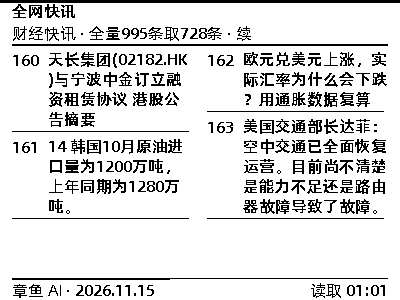 全网快讯
财经快讯 · 全量995条取728条 · 续
160 天长集团(02182.HK
)与宁波中金订立融
资租赁协议 港股公
告摘要
161 14 韩国10月原油进
口量为1200万吨，
上年同期为1280万
吨。
162 欧元兑美元上涨，实
际汇率为什么会下跌
？用通胀数据复算
163 美国交通部长达菲：
空中交通已全面恢复
运营。目前尚不清楚
是能力不足还是路由
器故障导致了故障。
章鱼 AI · 2026.11.15
读取 01:01